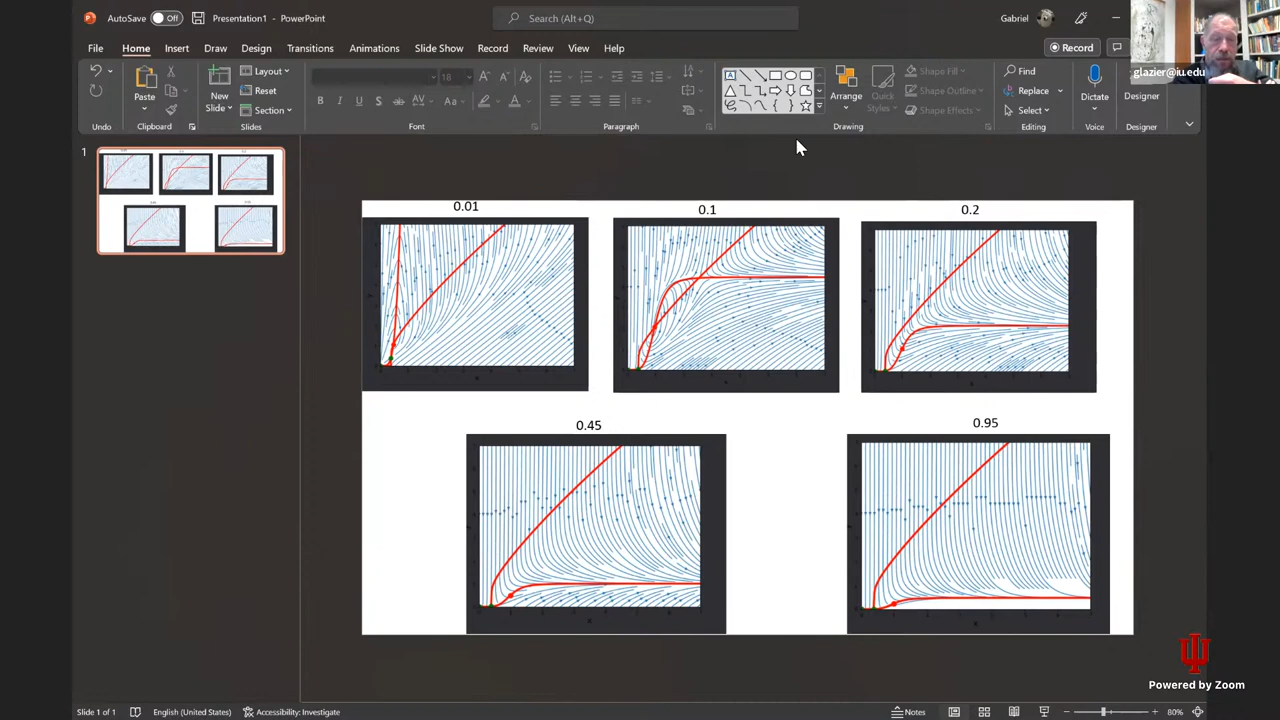 AutoSave Off Presentation1 - PowerPoint Search (Alt+Q) Gabriel
File Home Insert Draw Design Transitions Animations Slide Show Record Review View Help Record
glazier@iu.edu
Paste New Slide Layout Reset Section 18 Arrange Quick Styles Shape Fill Shape Outline Shape Effects Find Replace Select Dictate Designer
Undo Clipboard Slides Font Paragraph Drawing Editing Voice Designer
1
0.01 0.1 0.2
0.45 0.95
Powered by Zoom
Slide 1 of 1 English (United States) Accessibility: Investigate Notes 80%